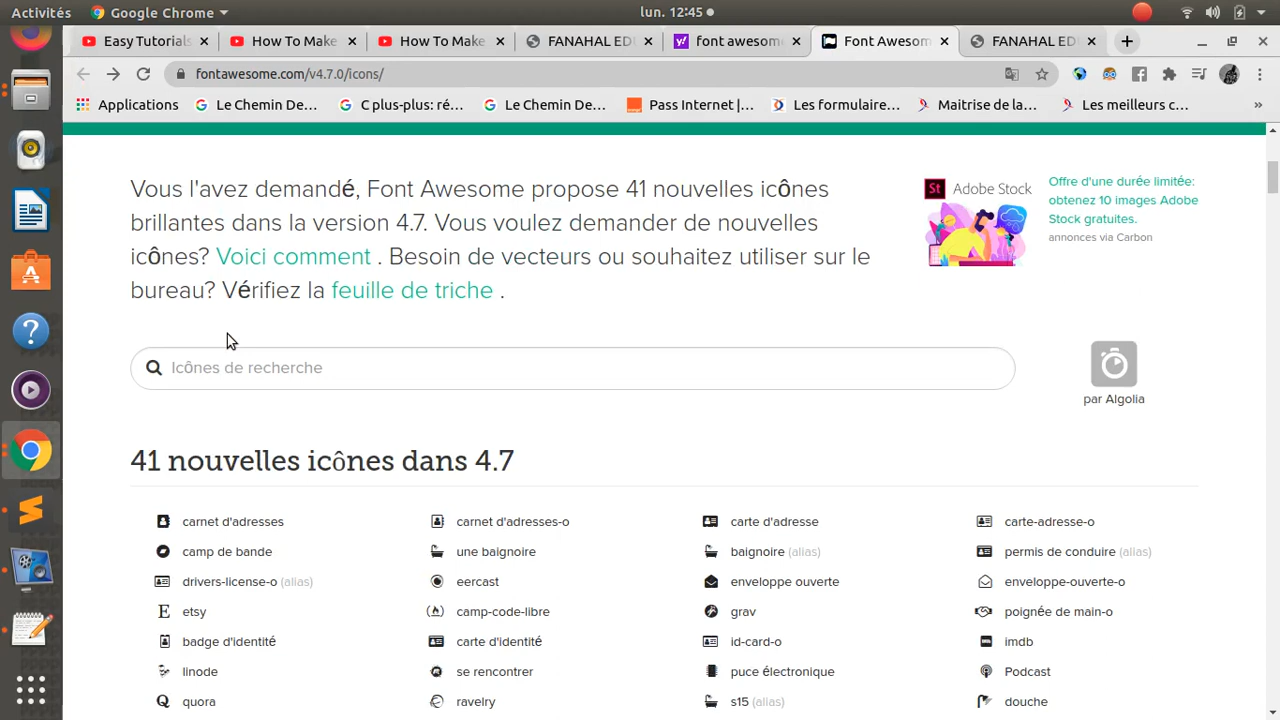 Activités Google Chrome lun. 12:45
Easy Tutorials How To Make How To Make FANAHAL ED font awesome Font Awesom FANAHAL ED
fontawesome.com/v4.7.0/icons/
Applications Le Chemin De... C plus-plus: ré... Le Chemin De... Pass Internet |... Les formulaire... Maitrise de la... Les meilleurs c... »
Vous l'avez demandé, Font Awesome propose 41 nouvelles icônes
brillantes dans la version 4.7. Vous voulez demander de nouvelles
icônes? Voici comment . Besoin de vecteurs ou souhaitez utiliser sur le
bureau? Vérifiez la feuille de triche .
St Adobe Stock
Offre d'une durée limitée:
obtenez 10 images Adobe
Stock gratuites.
annonces via Carbon
Icônes de recherche
par Algolia
41 nouvelles icônes dans 4.7
carnet d'adresses carnet d'adresses-o carte d'adresse carte-adresse-o
camp de bande une baignoire baignoire (alias) permis de conduire (alias)
drivers-license-o (alias) eercast enveloppe ouverte enveloppe-ouverte-o
etsy camp-code-libre grav poignée de main-o
badge d'identité carte d'identité id-card-o imdb
linode se rencontrer puce électronique Podcast
quora ravelry s15 (alias) douche